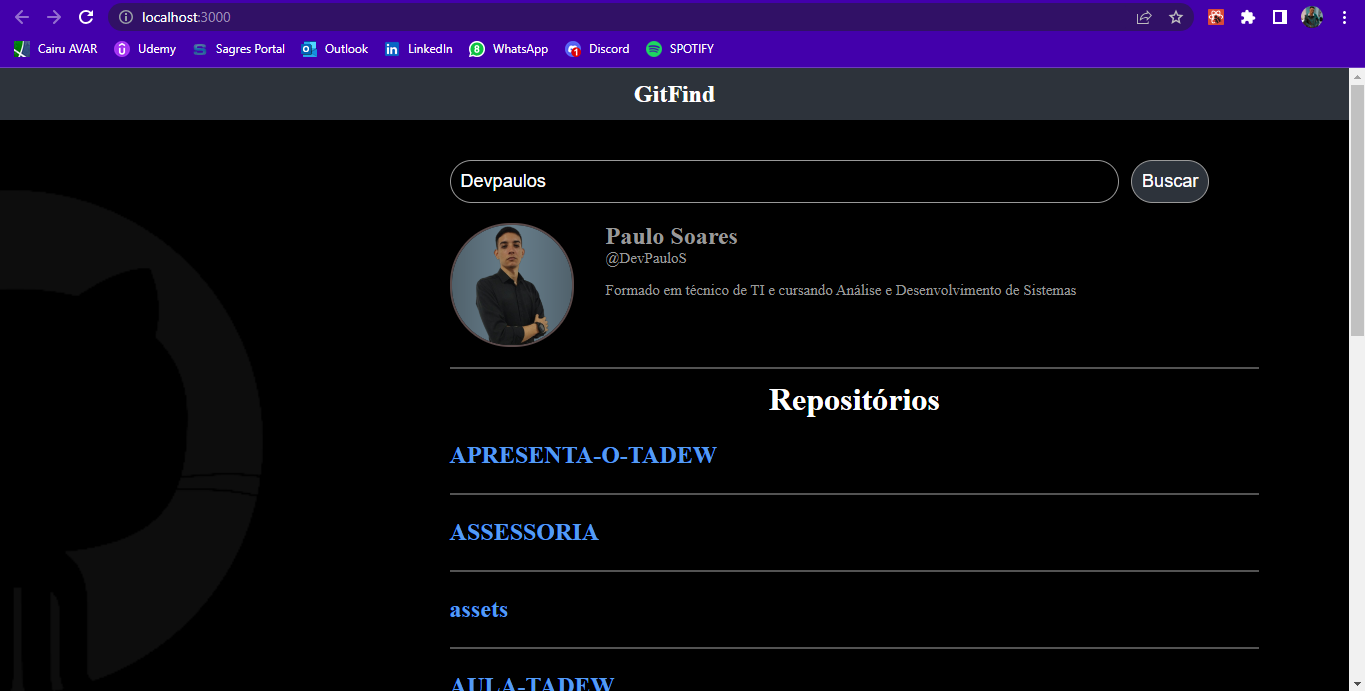 localhost:3000
Cairu AVAR Udemy Sagres Portal Outlook LinkedIn WhatsApp Discord SPOTIFY
GitFind
Devpaulos Buscar
Paulo Soares
@DevPauloS
Formado em técnico de TI e cursando Análise e Desenvolvimento de Sistemas
Repositórios
APRESENTA-O-TADEW
ASSESSORIA
assets
AULA-TADEW